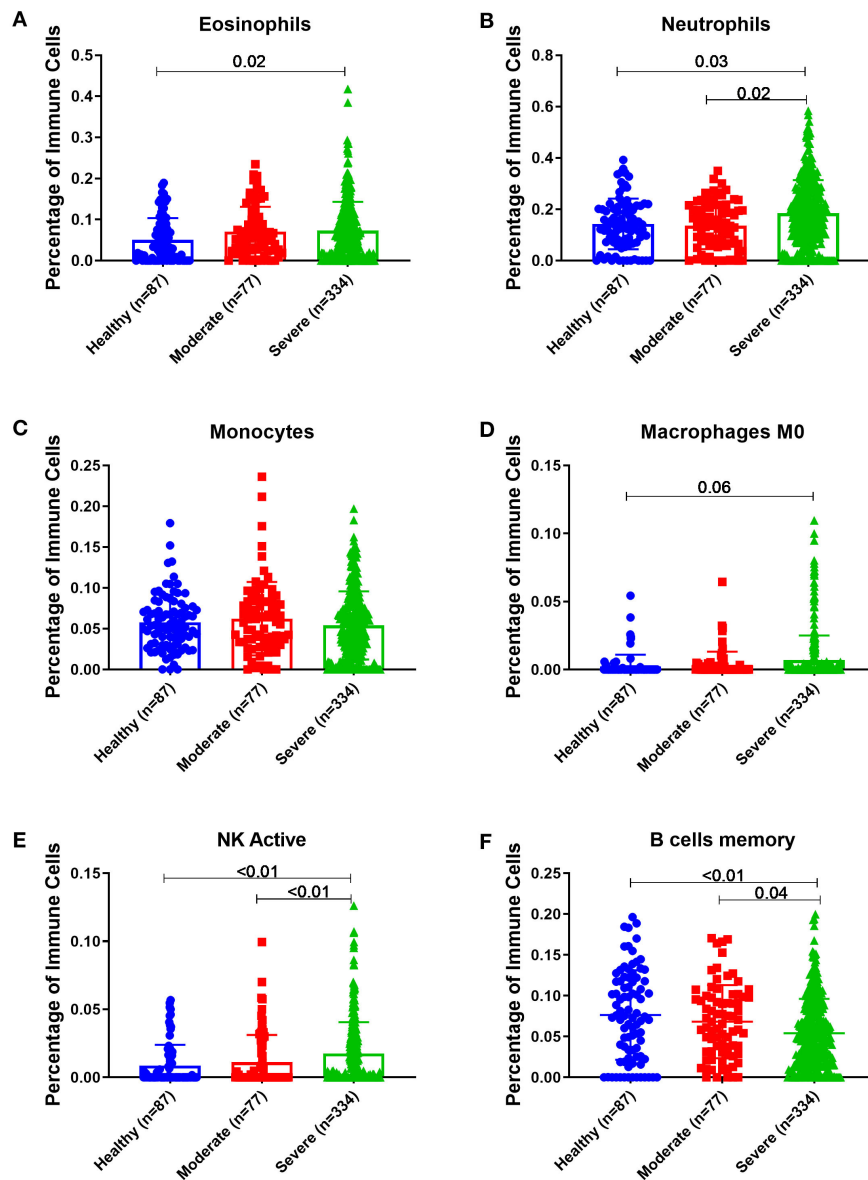 A
Eosinophils
Percentage of Immune Cells
0.5
0.4
0.3
0.2
0.1
0.0
0.02
Healthy (n=87)
Moderate (n=77)
Severe (n=334)
B
Neutrophils
Percentage of Immune Cells
0.8
0.6
0.4
0.2
0.0
0.03
0.02
Healthy (n=87)
Moderate (n=77)
Severe (n=334)
C
Monocytes
Percentage of Immune Cells
0.25
0.20
0.15
0.10
0.05
0.00
Healthy (n=87)
Moderate (n=77)
Severe (n=334)
D
Macrophages M0
Percentage of Immune Cells
0.15
0.10
0.05
0.00
0.06
Healthy (n=87)
Moderate (n=77)
Severe (n=334)
E
NK Active
Percentage of Immune Cells
0.15
0.10
0.05
0.00
<0.01
<0.01
Healthy (n=87)
Moderate (n=77)
Severe (n=334)
F
B cells memory
Percentage of Immune Cells
0.25
0.20
0.15
0.10
0.05
0.00
<0.01
0.04
Healthy (n=87)
Moderate (n=77)
Severe (n=334)